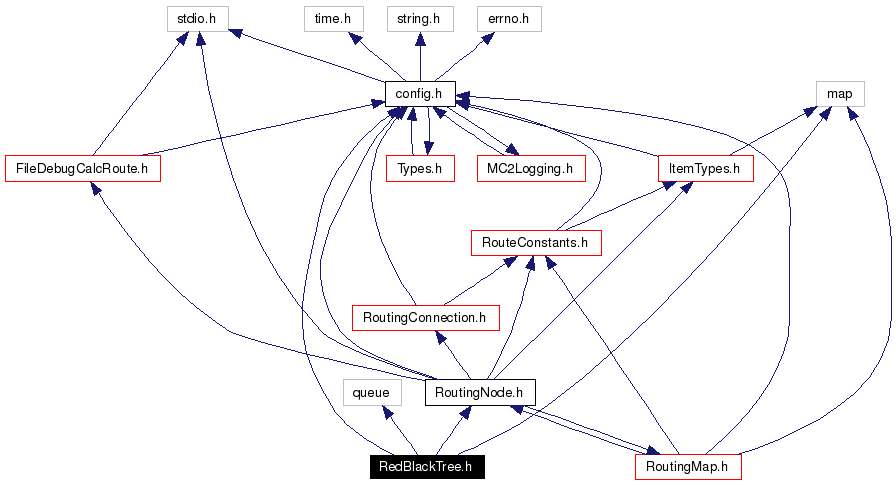 stdio.h
time.h
string.h
errno.h
config.h
map
FileDebugCalcRoute.h
Types.h
MC2Logging.h
ItemTypes.h
RouteConstants.h
RoutingConnection.h
queue
RoutingNode.h
RedBlackTree.h
RoutingMap.h